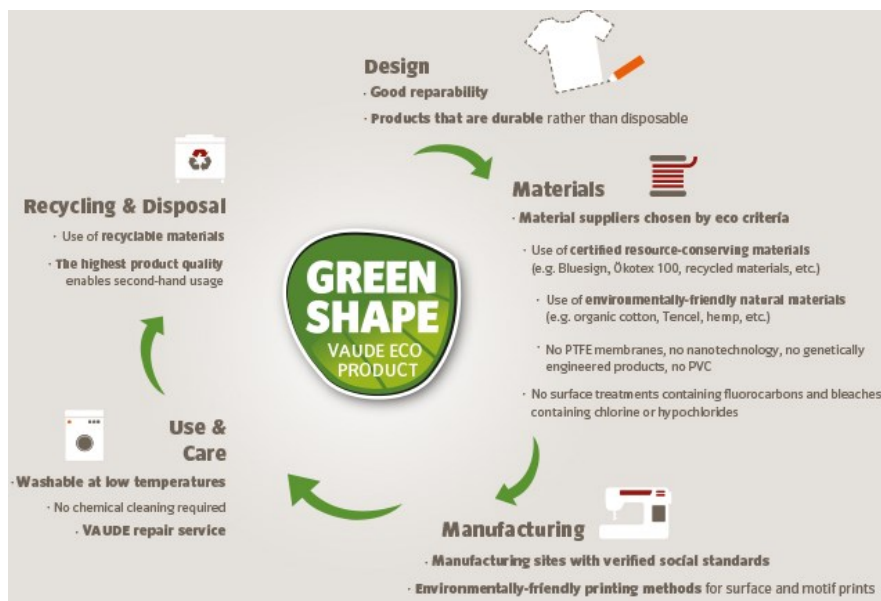 Design
· Good reparability
· Products that are durable rather than disposable
Materials
· Material suppliers chosen by eco criteria
· Use of certified resource-conserving materials
(e.g. Bluesign, Ökotex 100, recycled materials, etc.)
· Use of environmentally-friendly natural materials
(e.g. organic cotton, Tencel, hemp, etc.)
· No PTFE membranes, no nanotechnology, no genetically
engineered products, no PVC
· No surface treatments containing fluorocarbons and bleaches
containing chlorine or hypochlorides
Manufacturing
· Manufacturing sites with verified social standards
· Environmentally-friendly printing methods for surface and motif prints
Use &
Care
· Washable at low temperatures
· No chemical cleaning required
· VAUDE repair service
Recycling & Disposal
· Use of recyclable materials
· The highest product quality
enables second-hand usage
GREEN
SHAPE
VAUDE ECO
PRODUCT